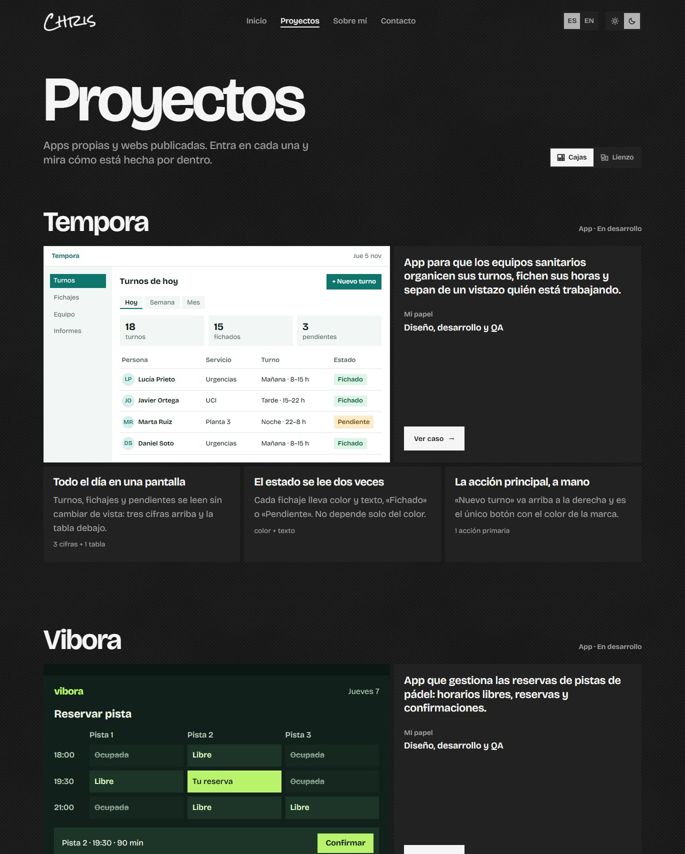 CHRIS
Inicio Proyectos Sobre mí Contacto
ES EN
Proyectos
Apps propias y webs publicadas. Entra en cada una y
mira cómo está hecha por dentro.
Cajas Lienzo
Tempora
App · En desarrollo
Tempora
Jue 5 nov
Turnos
Fichajes
Equipo
Informes
Turnos de hoy
+ Nuevo turno
Hoy Semana Mes
18
turnos
15
fichados
3
pendientes
Persona Servicio Turno Estado
LP Lucía Prieto Urgencias Mañana · 8–15 h Fichado
JO Javier Ortega UCI Tarde · 15–22 h Fichado
MR Marta Ruiz Planta 3 Noche · 22–8 h Pendiente
DS Daniel Soto Urgencias Mañana · 8–15 h Fichado
App para que los equipos sanitarios
organicen sus turnos, fichen sus horas y
sepan de un vistazo quién está trabajando.
Mi papel
Diseño, desarrollo y QA
Ver caso →
Todo el día en una pantalla
Turnos, fichajes y pendientes se leen sin
cambiar de vista: tres cifras arriba y la
tabla debajo.
3 cifras + 1 tabla
El estado se lee dos veces
Cada fichaje lleva color y texto, «Fichado»
o «Pendiente». No depende solo del color.
color + texto
La acción principal, a mano
«Nuevo turno» va arriba a la derecha y es
el único botón con el color de la marca.
1 acción primaria
Vibora
App · En desarrollo
vibora
Jueves 7
Reservar pista
Pista 1 Pista 2 Pista 3
18:00 Ocupada Libre Ocupada
19:30 Libre Tu reserva Ocupada
21:00 Ocupada Libre Libre
Pista 2 · 19:30 · 90 min
Confirmar
App que gestiona las reservas de pistas de
pádel: horarios libres, reservas y
confirmaciones.
Mi papel
Diseño, desarrollo y QA